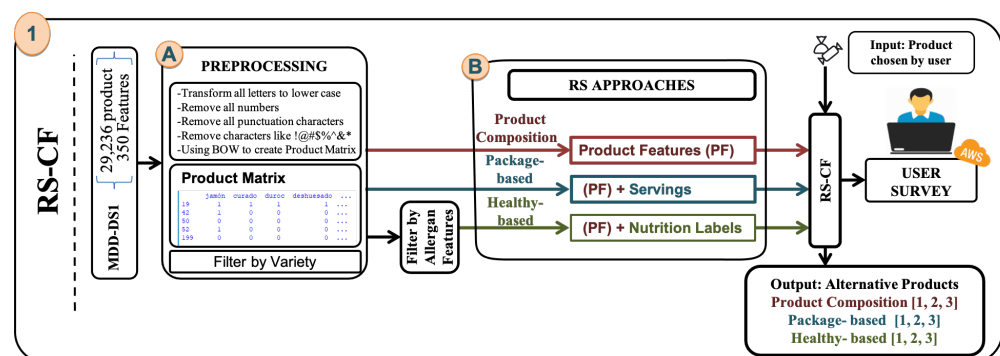 1
RS-CF
29,236 product
350 Features
MDD-DS1
A
PREPROCESSING
-Transform all letters to lower case
-Remove all numbers
-Remove all punctuation characters
-Remove characters like !@#$%^&*
-Using BOW to create Product Matrix
Product Matrix
jamón curado duroc deshuesado ...
19 1 1 1 1 ...
42 1 0 0 0 ...
50 0 0 0 0 ...
52 1 0 0 0 ...
199 0 0 0 0 ...
Filter by Variety
Filter by
Allergan
Features
B
RS APPROACHES
Product
Composition
Product Features (PF)
Package-
based
(PF) + Servings
Healthy-
based
(PF) + Nutrition Labels
Input: Product
chosen by user
RS-CF
AWS
USER
SURVEY
Output: Alternative Products
Product Composition [1, 2, 3]
Package- based [1, 2, 3]
Healthy- based [1, 2, 3]